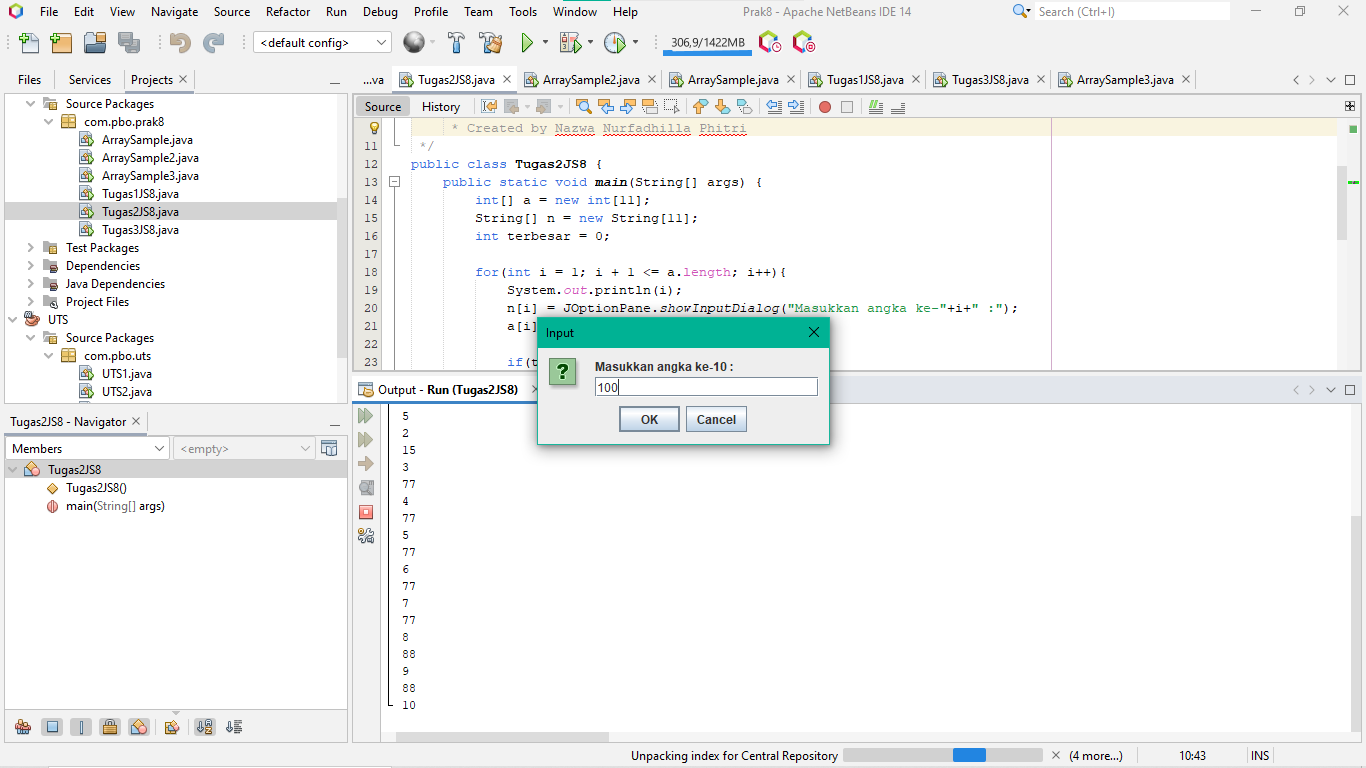 File Edit View Navigate Source Refactor Run Debug Profile Team Tools Window Help
Prak8 - Apache NetBeans IDE 14
Search (Ctrl+I)
<default config>
306,9/1422MB
Files Services Projects
Source Packages
com.pbo.prak8
ArraySample.java
ArraySample2.java
ArraySample3.java
Tugas1JS8.java
Tugas2JS8.java
Tugas3JS8.java
Test Packages
Dependencies
Java Dependencies
Project Files
UTS
Source Packages
com.pbo.uts
UTS1.java
UTS2.java
Tugas2JS8 - Navigator
Members <empty>
Tugas2JS8
Tugas2JS8()
main(String[] args)
...va Tugas2JS8.java ArraySample2.java ArraySample.java Tugas1JS8.java Tugas3JS8.java ArraySample3.java
Source History
* Created by Nazwa Nurfadhilla Phitri
11 */
12 public class Tugas2JS8 {
13 public static void main(String[] args) {
14 int[] a = new int[11];
15 String[] n = new String[11];
16 int terbesar = 0;
17
18 for(int i = 1; i + 1 <= a.length; i++){
19 System.out.println(i);
20 n[i] = JOptionPane.showInputDialog("Masukkan angka ke-"+i+" :");
21 a[i]
22
23 if(t
Input
Masukkan angka ke-10 :
100
OK Cancel
Output - Run (Tugas2JS8)
5
2
15
3
77
4
77
5
77
6
77
7
77
8
88
9
88
10
Unpacking index for Central Repository (4 more...) 10:43 INS